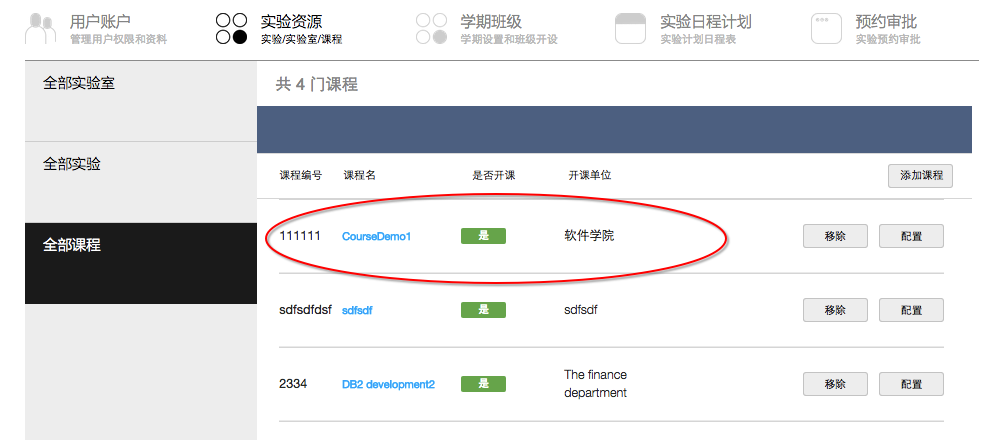 用户账户
管理用户权限和资料
实验资源
实验/实验室/课程
学期班级
学期设置和班级开设
实验日程计划
实验计划日程表
预约审批
实验预约审批
全部实验室
全部实验
全部课程
共 4 门课程
课程编号 课程名 是否开课 开课单位 添加课程
111111 CourseDemo1 是 软件学院 移除 配置
sdfsdfdsf sdfsdf 是 sdfsdf 移除 配置
2334 DB2 development2 是 The finance department 移除 配置